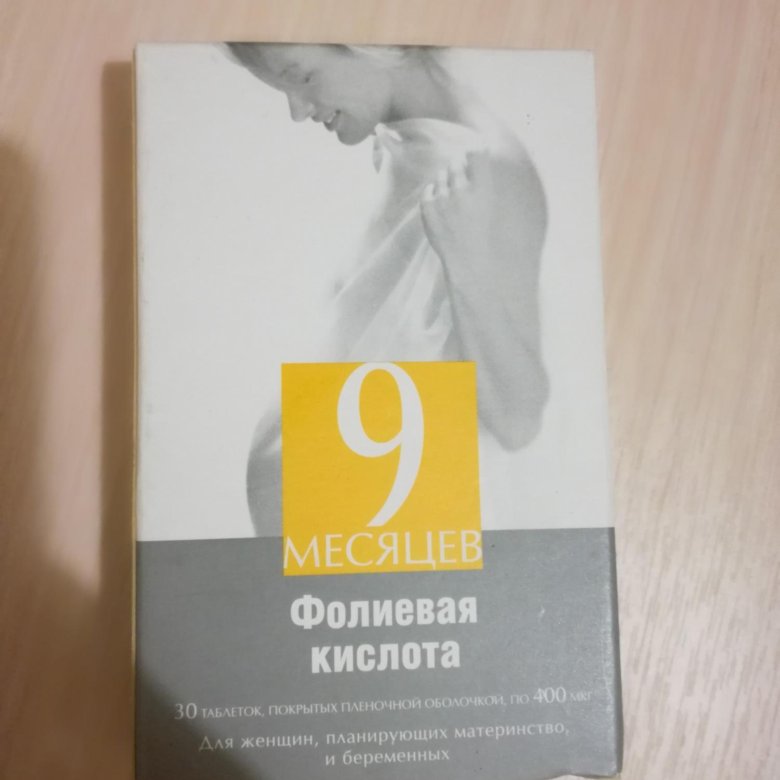 9
МЕСЯЦЕВ
Фолиевая
кислота
30 ТАБЛЕТОК, ПОКРЫТЫХ ПЛЕНОЧНОЙ ОБОЛОЧКОЙ, ПО 400 МКГ
Для женщин, планирующих материнство,
и беременных